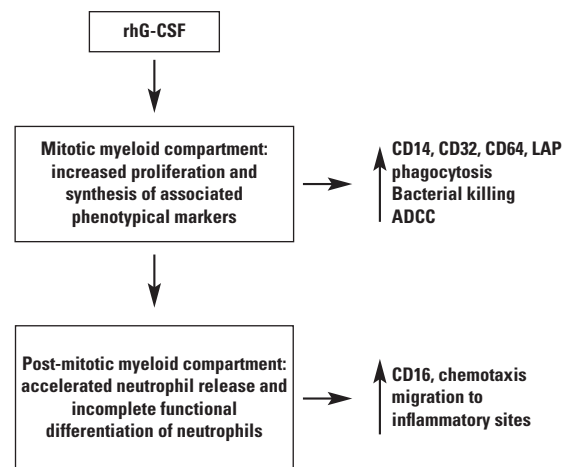 rhG-CSF
Mitotic myeloid compartment:
increased proliferation and
synthesis of associated
phenotypical markers
CD14, CD32, CD64, LAP
phagocytosis
Bacterial killing
ADCC
Post-mitotic myeloid compartment:
accelerated neutrophil release and
incomplete functional
differentiation of neutrophils
CD16, chemotaxis
migration to
inflammatory sites